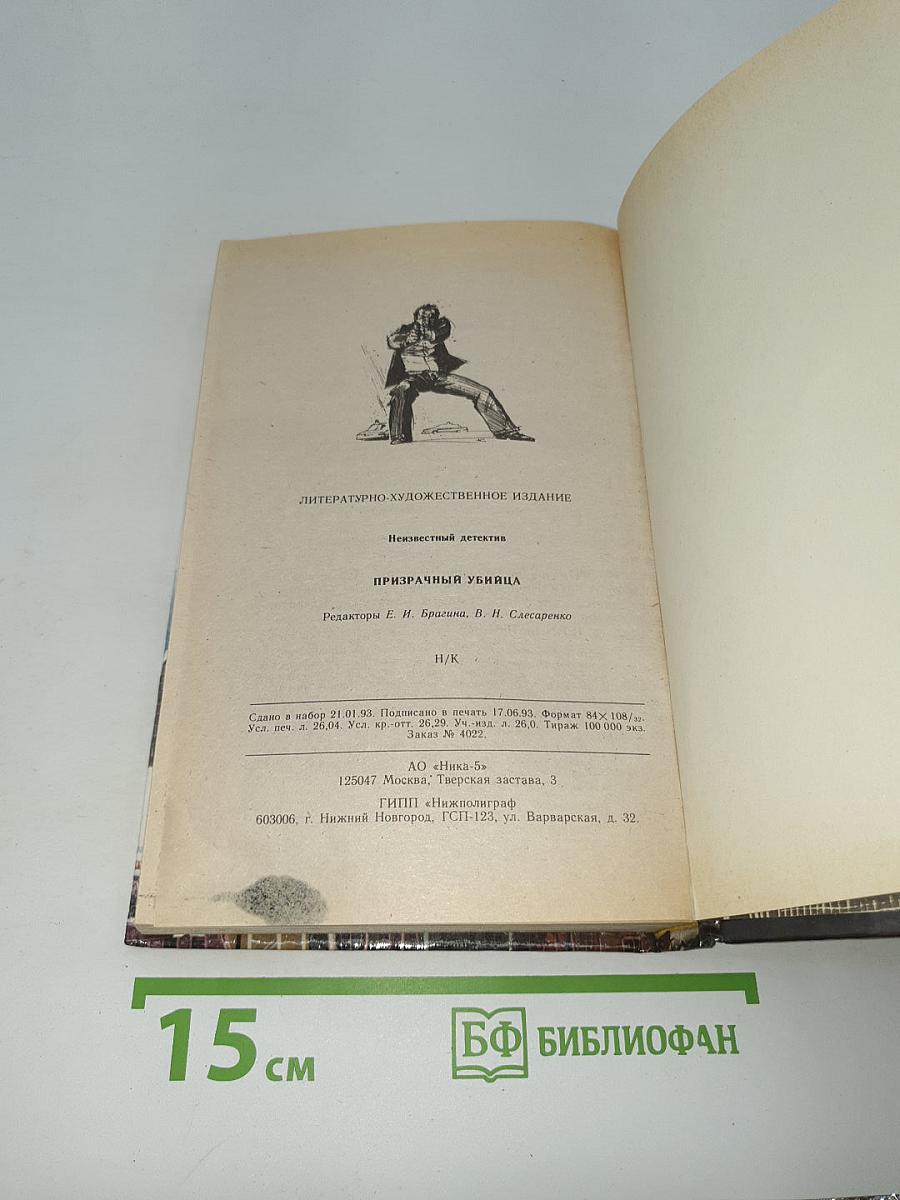 ЛИТЕРАТУРНО-ХУДОЖЕСТВЕННОЕ ИЗДАНИЕ
Неизвестный детектив
ПРИЗРАЧНЫЙ УБИЙЦА
Редакторы Е. И. Брагина, В. Н. Слесаренко
Н/К
Сдано в набор 21.01.93. Подписано в печать 17.06.93. Формат 84×108/32.
Усл. печ. л. 26,04. Усл. кр.-отт. 26,29. Уч.-изд. л. 26,0. Тираж 100 000 экз.
Заказ № 4022.
АО «Ника-5»
125047 Москва, Тверская застава, 3
ГИПП «Нижполиграф
603006, г. Нижний Новгород, ГСП-123, ул. Варварская, д. 32.
15 см
БФ БИБЛИОФАН